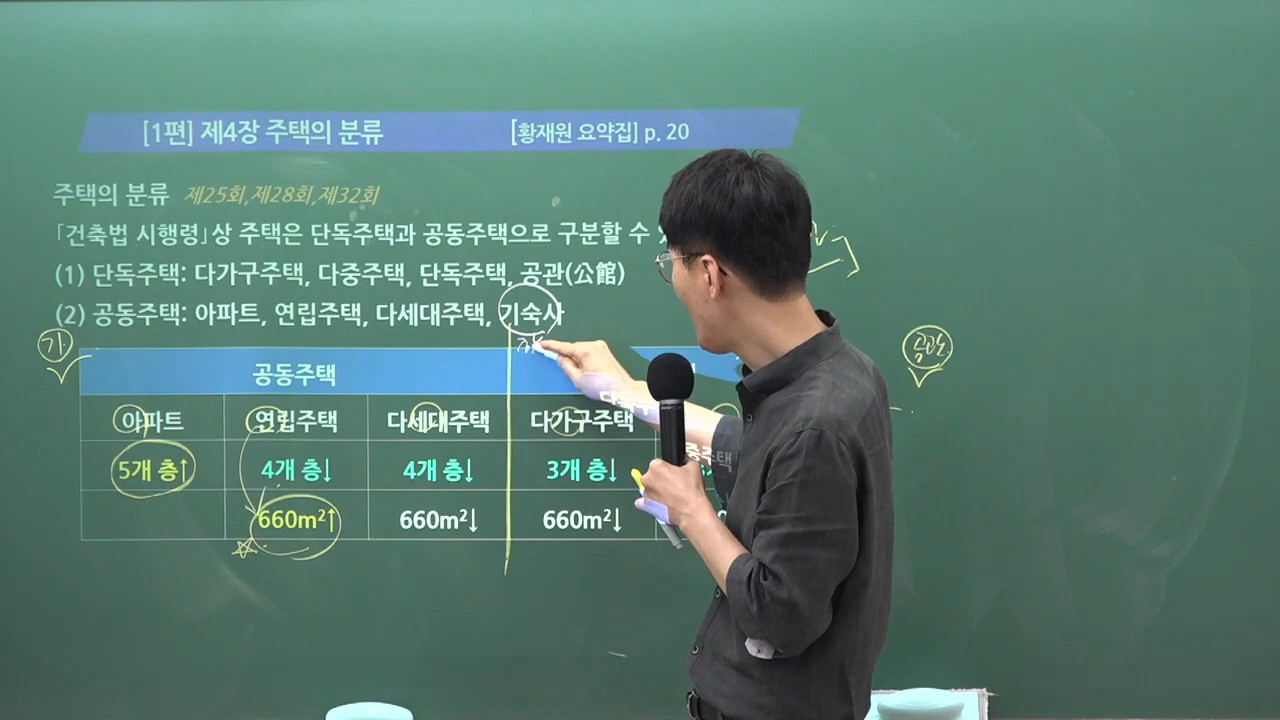 [1편] 제4장 주택의 분류 [황재원 요약집] p. 20
주택의 분류 제25회,제28회,제32회
「건축법 시행령」상 주택은 단독주택과 공동주택으로 구분할 수
(1) 단독주택: 다가구주택, 다중주택, 단독주택, 공관(公館)
(2) 공동주택: 아파트, 연립주택, 다세대주택, 기숙사
기
공관
공동주택
아파트 연립주택 다세대주택 다가구주택
중주택
5개 층↑ 4개 층↓ 4개 층↓ 3개 층↓
660m²↑ 660m²↓ 660m²↓